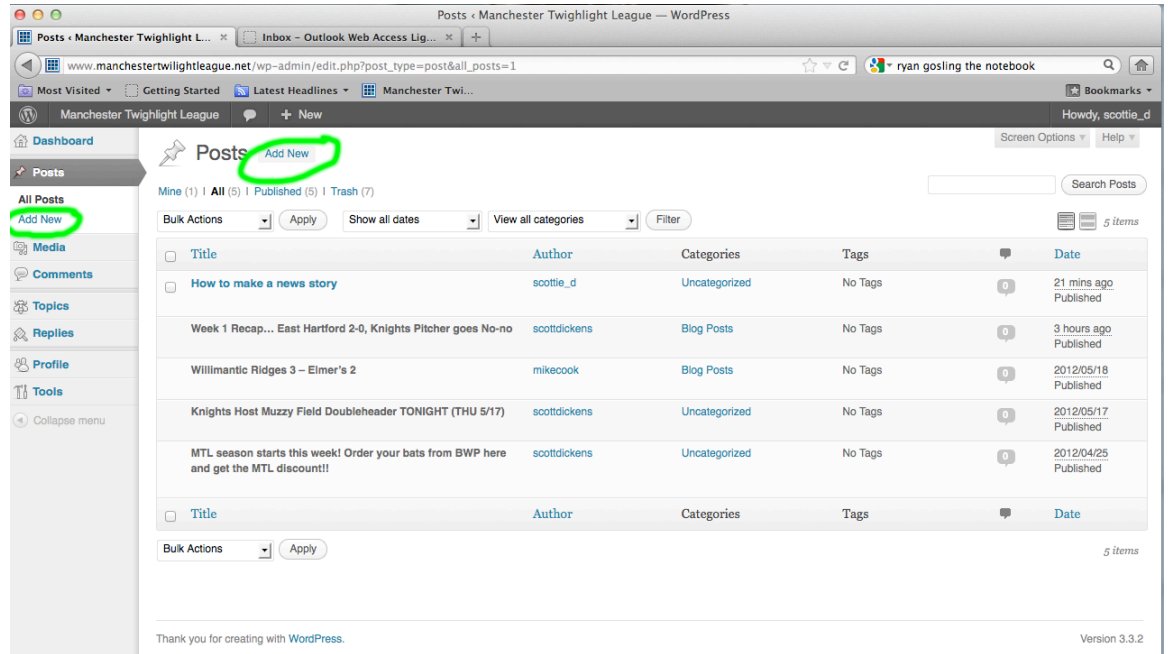 Posts ‹ Manchester Twighlight League — WordPress
Posts ‹ Manchester Twighlight L... × Inbox – Outlook Web Access Lig... × +
www.manchestertwilightleague.net/wp-admin/edit.php?post_type=post&all_posts=1 ryan gosling the notebook
Most Visited Getting Started Latest Headlines Manchester Twi... Bookmarks
Manchester Twighlight League + New Howdy, scottie_d
Dashboard
Posts
All Posts
Add New
Media
Comments
Topics
Replies
Profile
Tools
Collapse menu
Screen Options Help
Posts Add New
Mine (1) | All (5) | Published (5) | Trash (7) Search Posts
Bulk Actions Apply Show all dates View all categories Filter 5 items
Title Author Categories Tags Date
How to make a news story scottie_d Uncategorized No Tags 0 21 mins ago
Published
Week 1 Recap... East Hartford 2-0, Knights Pitcher goes No-no scottdickens Blog Posts No Tags 0 3 hours ago
Published
Willimantic Ridges 3 – Elmer's 2 mikecook Blog Posts No Tags 0 2012/05/18
Published
Knights Host Muzzy Field Doubleheader TONIGHT (THU 5/17) scottdickens Uncategorized No Tags 0 2012/05/17
Published
MTL season starts this week! Order your bats from BWP here scottdickens Uncategorized No Tags 0 2012/04/25
and get the MTL discount!! Published
Title Author Categories Tags Date
Bulk Actions Apply 5 items
Thank you for creating with WordPress. Version 3.3.2